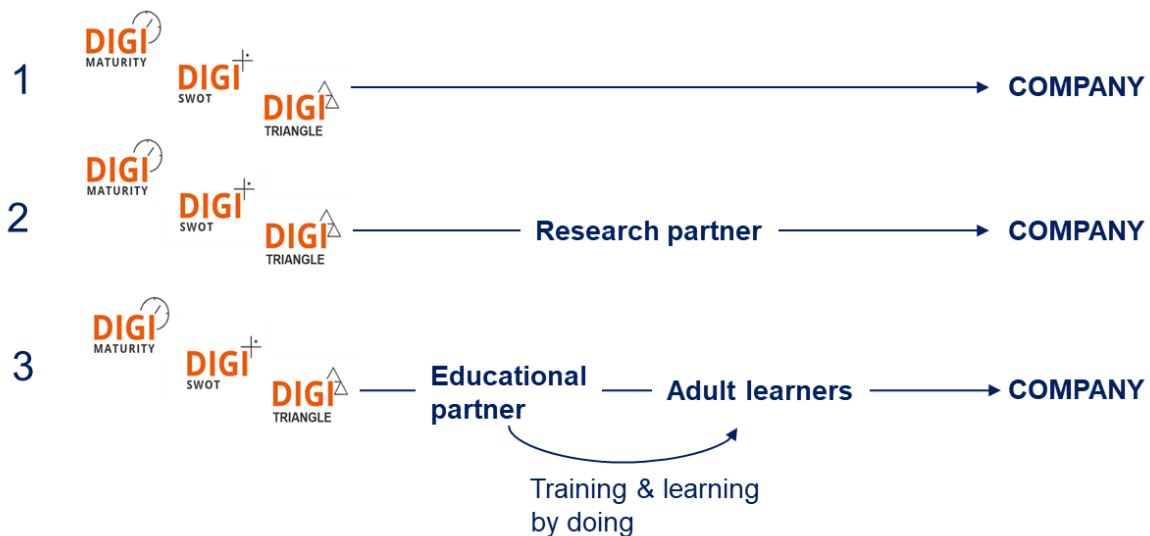 DIGI
MATURITY
1
DIGI
SWOT
DIGI
TRIANGLE
COMPANY
DIGI
MATURITY
2
DIGI
SWOT
DIGI
TRIANGLE
Research partner
COMPANY
DIGI
MATURITY
3
DIGI
SWOT
DIGI
TRIANGLE
Educational
partner
Adult learners
COMPANY
Training & learning
by doing